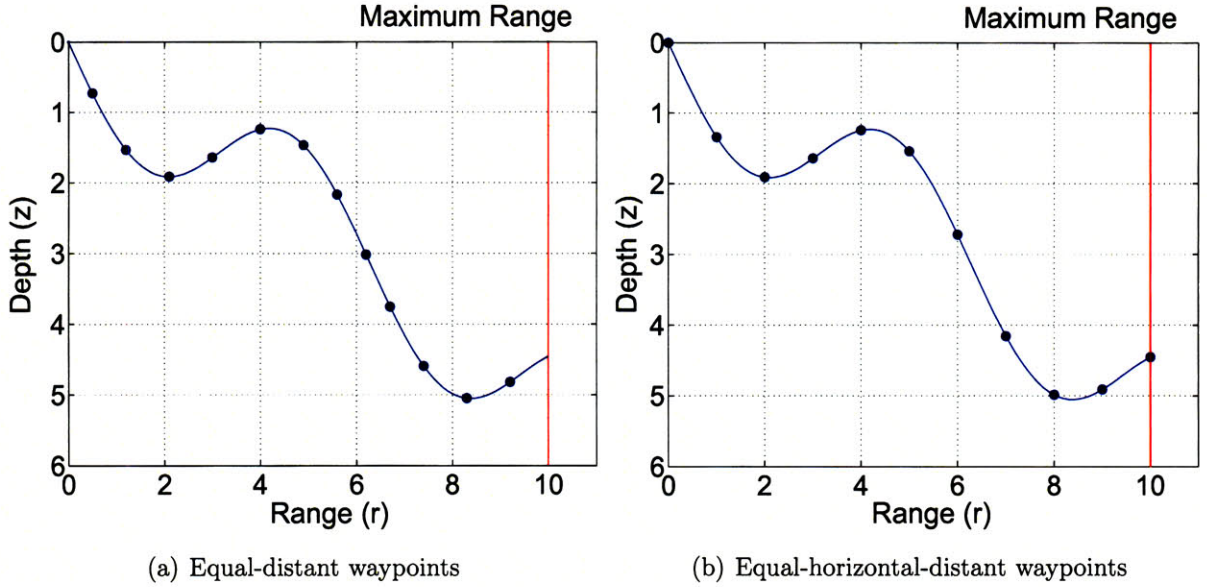 Maximum Range
0
1
2
3
4
5
6
Depth (z)
0 2 4 6 8 10
Range (r)
(a) Equal-distant waypoints
Maximum Range
0
1
2
3
4
5
6
Depth (z)
0 2 4 6 8 10
Range (r)
(b) Equal-horizontal-distant waypoints